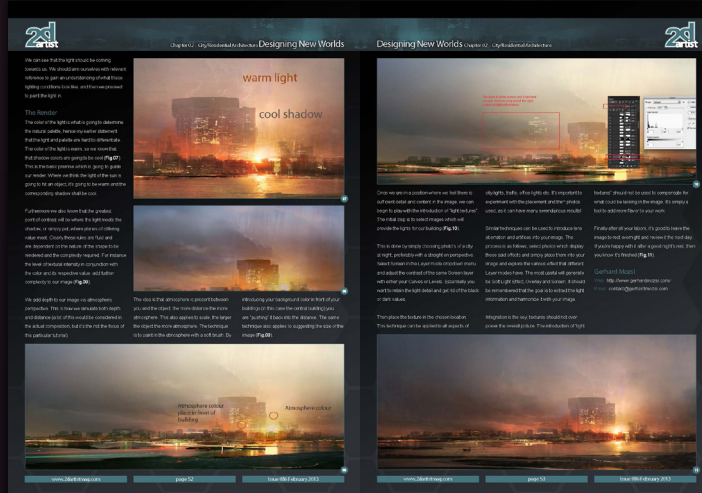 2d
artist
Chapter 02 - City/Residential Architecture Designing New Worlds
We can see that the light should be coming
towards us. We should arm ourselves with relevant
reference to gain an understanding of what these
lighting conditions look like, and then we proceed
to paint the light in.
The Render
The color of the light is what is going to determine
the natural palette, hence my earlier statement
that the light and palette are hard to differentiate.
The color of the light is warm, so we know that
that shadow colors are going to be cool (Fig.07).
This is the basic premise which is going to guide
our render. Where we think the light of the sun is
going to hit an object, it's going to be warm and the
corresponding shadow shall be cool.
Furthermore we also know that the greatest
point of contrast will be where the light meets the
shadow, or simply put, where planes of differing
value meet. Clearly these rules are fluid and
are dependent on the nature of the shape to be
rendered and the complexity required. For instance
the level of textural intensity in conjunction with
the color and its respective value, add further
complexity to our image (Fig.08).
We add depth to our image via atmospheric
perspective. This is how we simulate both depth
and distance (a lot of this would be considered in
the actual composition, but it's the not the focus of
this particular tutorial).
warm light
cool shadow
The idea is that atmosphere is present between
you and the object, the more distance the more
atmosphere. This also applies to scale, the larger
the object the more atmosphere. The technique
is to paint in the atmosphere with a soft brush. By
introducing your background color in front of your
building (in this case the central building) you
are "pushing" it back into the distance. The same
technique also applies to suggesting the size of the
image (Fig.09).
Atmosphere colour
place in front of
building
Atmosphere colour
www.2dartistmag.com
page 52
Issue 086 February 2013
Designing New Worlds Chapter 02 - City/Residential Architecture
2d
artist
Once we are in a position where we feel there is
sufficient detail and content in the image, we can
begin to play with the introduction of "light textures".
The initial step is to select images which will
provide the lights for our building (Fig.10).
This is done by simply choosing photos of a city
at night, preferably with a straight on perspective.
Select Screen in the Layer mode drop down menu
and adjust the contrast of the same Screen layer
with either your Curves or Levels. Essentially you
want to retain the light detail and get rid of the black
or dark values.
Then place the texture in the chosen location.
This technique can be applied to all aspects of
city lights, traffic, office lights etc. It's important to
experiment with the placement and the photos
used, as it can have many serendipitous results!
Similar techniques can be used to introduce lens
aberration and artifices into your image. The
process is as follows, select photos which display
these said effects and simply place them into your
image and explore the various effect that different
Layer modes have. The most useful will generally
be Soft Light Effect, Overlay and Screen. It should
be remembered that the goal is to extract the light
information and harmonize it with your image.
Integration is the key; textures should not over
power the overall picture. The introduction of "light
textures" should not be used to compensate for
what could be lacking in the image. It's simply a
tool to add more flavor to your work.
Finally after all your labors, it's good to leave the
image to rest overnight and review it the next day.
If you're happy with it after a good night's rest, then
you know it's finished (Fig.11).
Gerhard Mozsi
Web: http://www.gerhardmozsi.com/
Email: contact@gerhardmozsi.com
www.2dartistmag.com
page 53
Issue 086 February 2013